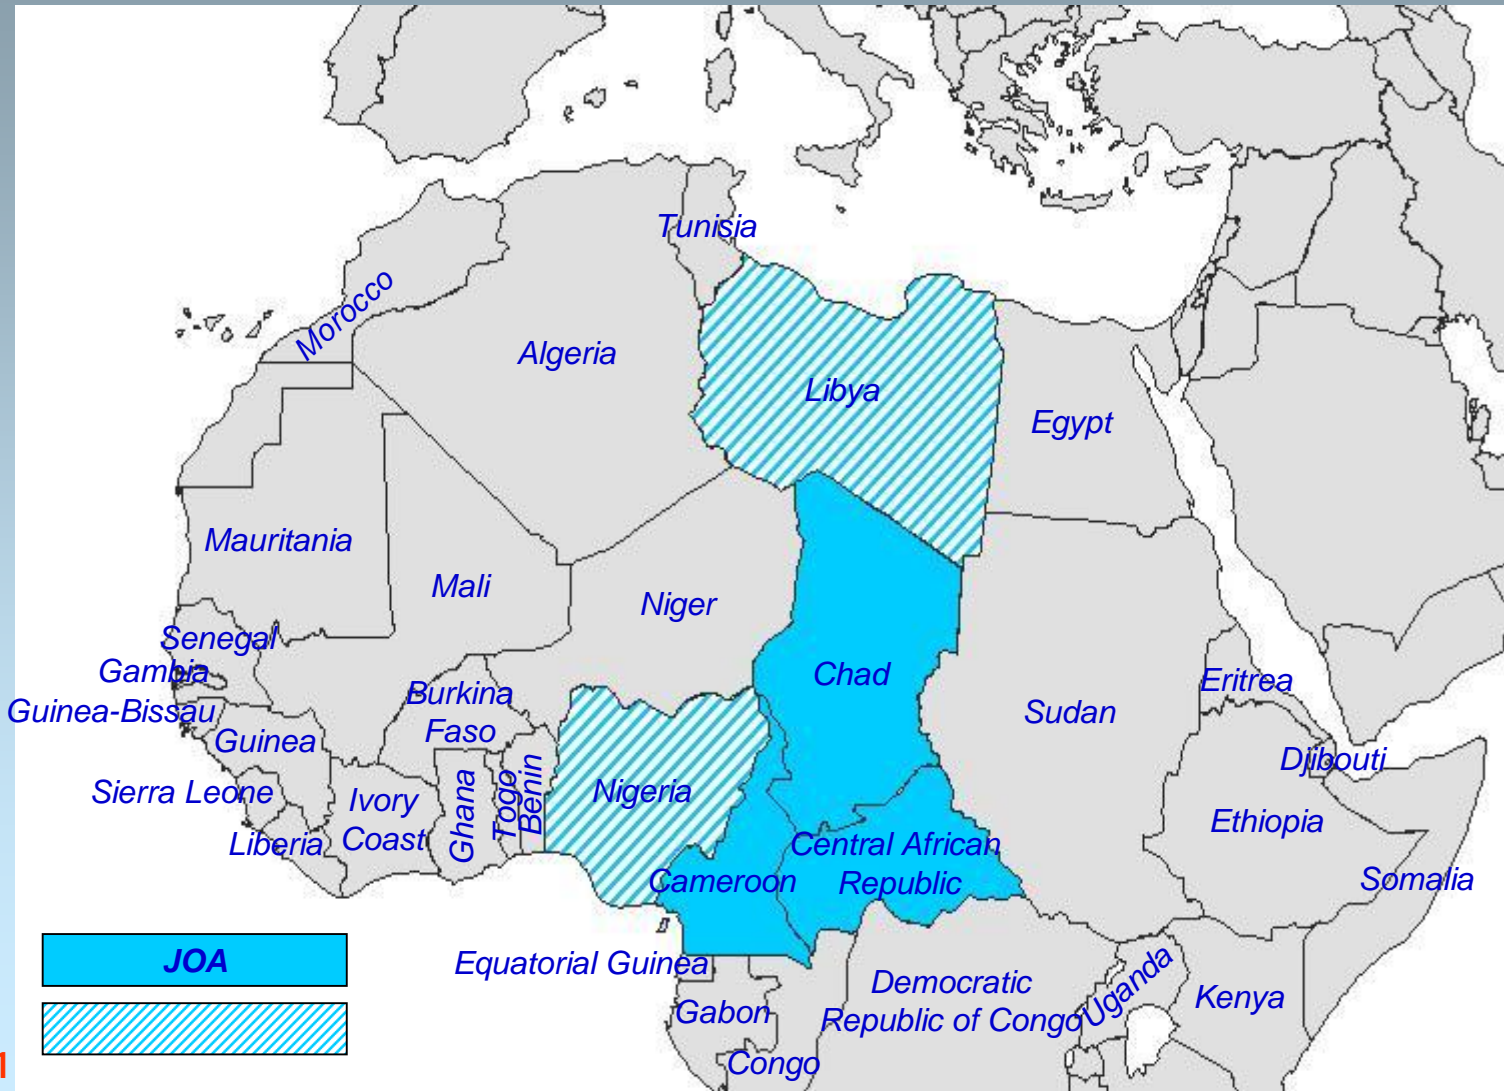 Tunisia
Morocco
Algeria
Libya
Egypt
Mauritania
Mali
Niger
Senegal
Gambia
Guinea-Bissau
Guinea
Burkina
Faso
Chad
Sudan
Eritrea
Djibouti
Sierra Leone
Liberia
Ivory
Coast
Ghana
Togo
Benin
Nigeria
Ethiopia
Central African
Republic
Cameroon
Somalia
JOA
Equatorial Guinea
Gabon
Congo
Democratic
Republic of Congo
Uganda
Kenya
1